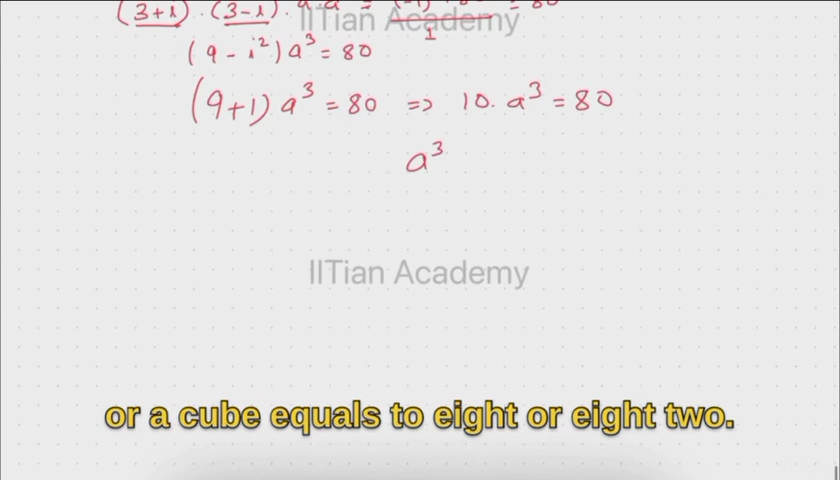 (3+i) · (3-i) ·
IITian Academy
1
(9 - i²) a³ = 80
(9+1) a³ = 80 => 10. a³ = 80
a³
IITian Academy
or a cube equals to eight or eight two.